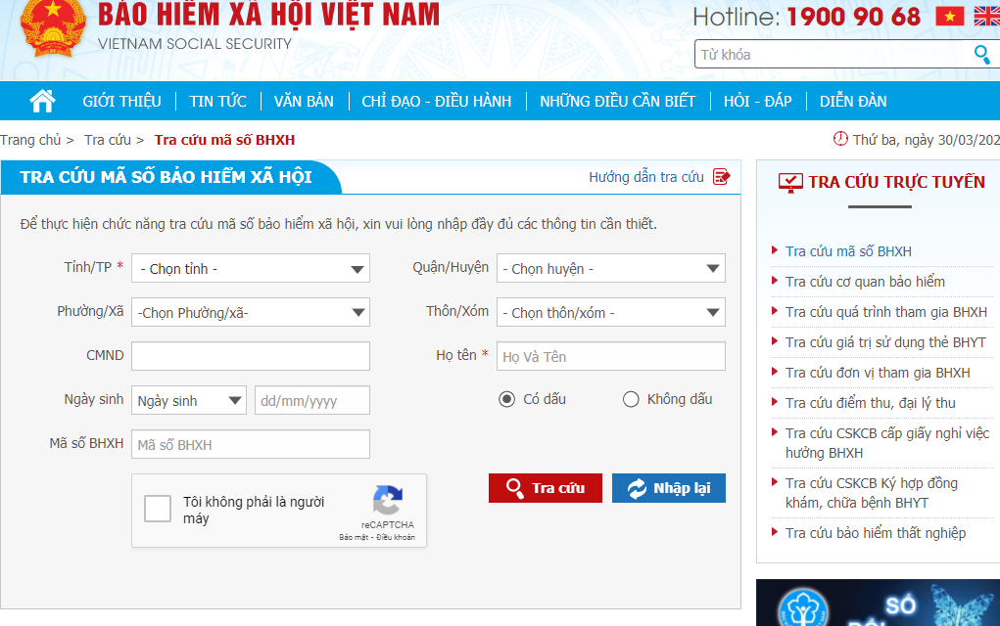 BẢO HIỂM XÃ HỘI VIỆT NAM
VIETNAM SOCIAL SECURITY
Hotline: 1900 90 68
Từ khóa
GIỚI THIỆU TIN TỨC VĂN BẢN CHỈ ĐẠO - ĐIỀU HÀNH NHỮNG ĐIỀU CẦN BIẾT HỎI - ĐÁP DIỄN ĐÀN
Trang chủ > Tra cứu > Tra cứu mã số BHXH
Thứ ba, ngày 30/03/202
TRA CỨU MÃ SỐ BẢO HIỂM XÃ HỘI
Hướng dẫn tra cứu
Để thực hiện chức năng tra cứu mã số bảo hiểm xã hội, xin vui lòng nhập đầy đủ các thông tin cần thiết.
Tỉnh/TP * - Chọn tỉnh - Quận/Huyện - Chọn huyện -
Phường/Xã -Chọn Phường/xã- Thôn/Xóm - Chọn thôn/xóm -
CMND Họ tên * Họ Và Tên
Ngày sinh Ngày sinh dd/mm/yyyy Có dấu Không dấu
Mã số BHXH Mã số BHXH
Tôi không phải là người
máy
reCAPTCHA
Bảo mật - Điều khoản
Tra cứu Nhập lại
TRA CỨU TRỰC TUYẾN
Tra cứu mã số BHXH
Tra cứu cơ quan bảo hiểm
Tra cứu quá trình tham gia BHXH
Tra cứu giá trị sử dụng thẻ BHYT
Tra cứu đơn vị tham gia BHXH
Tra cứu điểm thu, đại lý thu
Tra cứu CSKCB cấp giấy nghỉ việc
hưởng BHXH
Tra cứu CSKCB Ký hợp đồng
khám, chữa bệnh BHYT
Tra cứu bảo hiểm thất nghiệp
SỐ